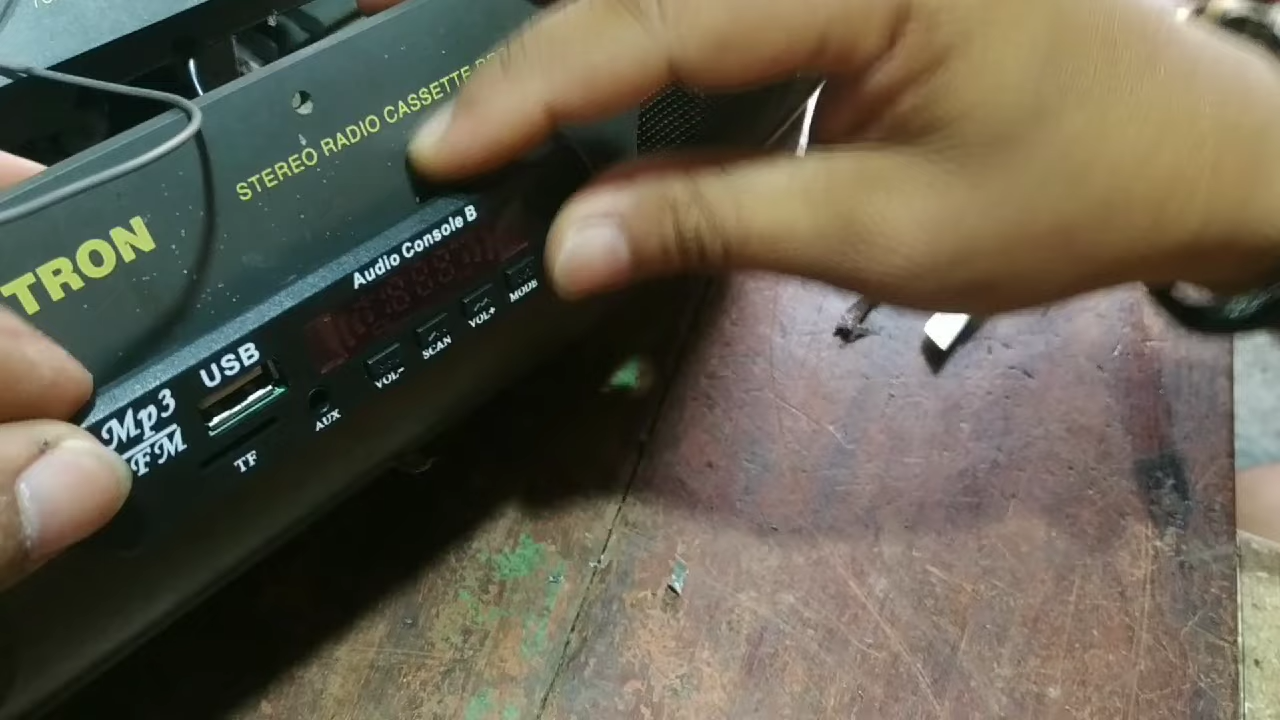 STEREO RADIO CASSETTE
TRON
Audio Console B
USB
Mp3
FM
TF
AUX
VOL-
SCAN
VOL+
MODE